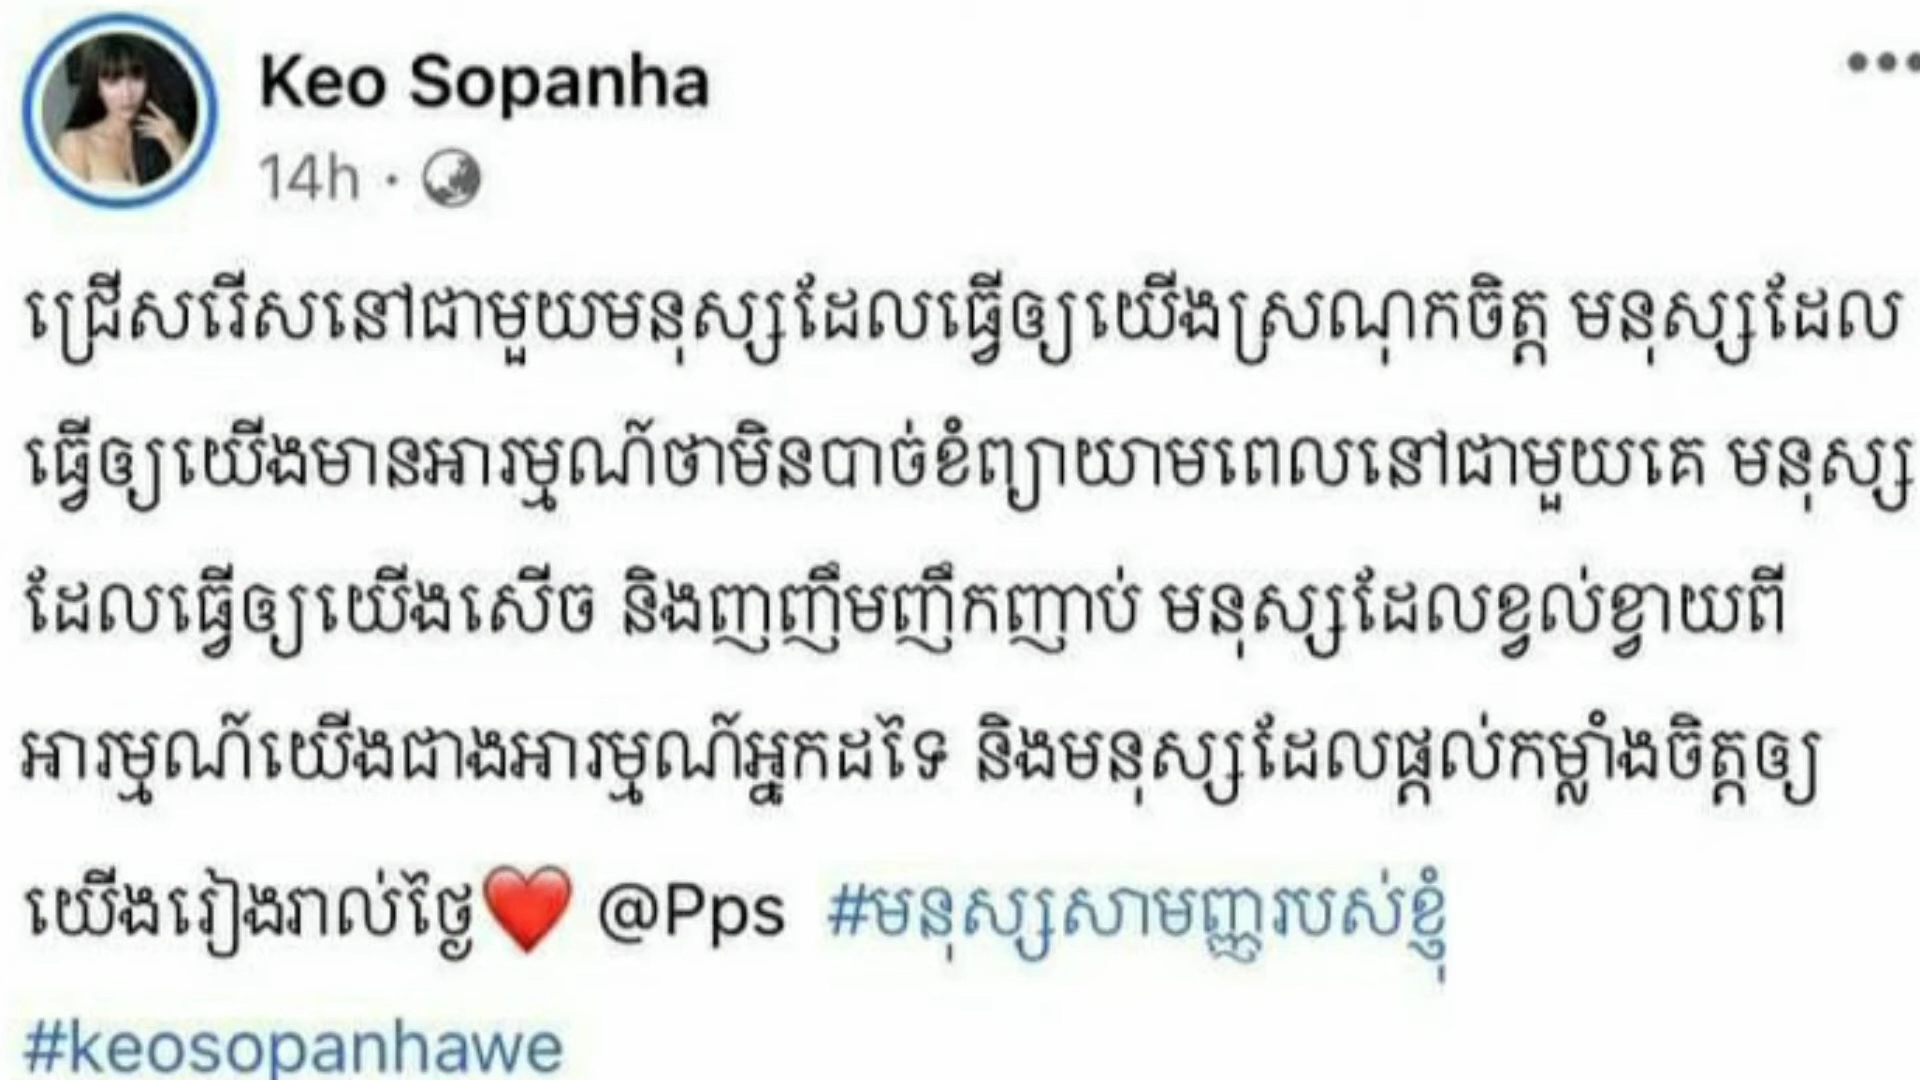 Keo Sopanha
14h ·
ជ្រើសរើសនៅជាមួយមនុស្សដែលធ្វើឲ្យយើងស្រណុកចិត្ត មនុស្សដែល
ធ្វើឲ្យយើងមានអារម្មណ៍ថាមិនបាច់ខំព្យាយាមពេលនៅជាមួយគេ មនុស្ស
ដែលធ្វើឲ្យយើងសើច និងញញឹមញឹកញាប់ មនុស្សដែលខ្វល់ខ្វាយពី
អារម្មណ៍យើងជាងអារម្មណ៍អ្នកដទៃ និងមនុស្សដែលផ្តល់កម្លាំងចិត្តឲ្យ
យើងរៀងរាល់ថ្ងៃ❤️ @Pps #មនុស្សសាមញ្ញរបស់ខ្ញុំ
#keosopanhawe